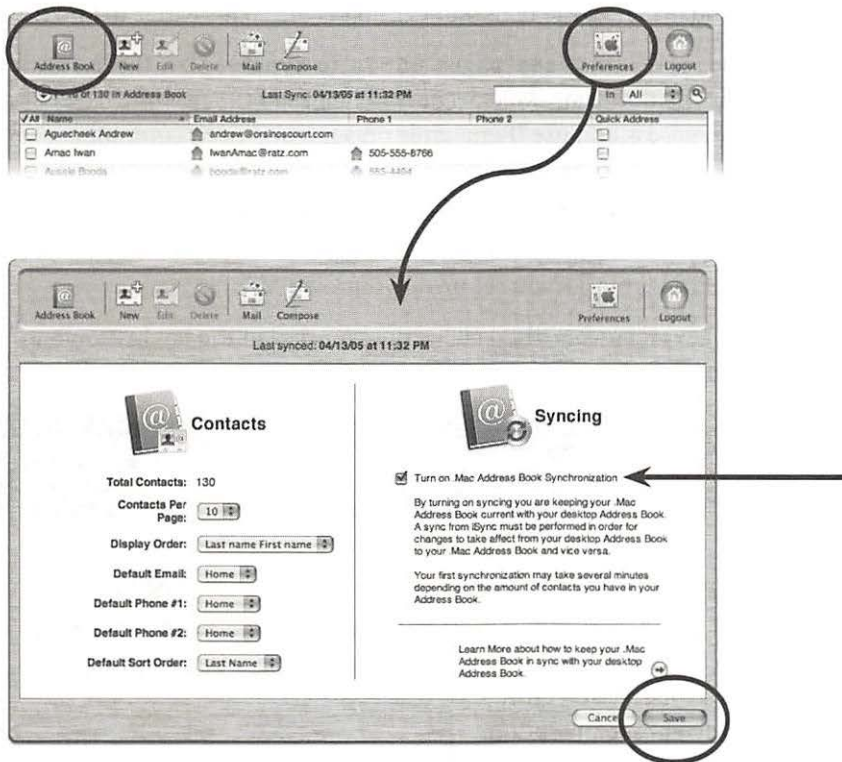 Address Book New Edit Delete Mail Compose Preferences Logout
of 130 in Address Book Last Sync: 04/13/05 at 11:32 PM In All
✓All Name Email Address Phone 1 Phone 2 Quick Address
Aguecheek Andrew andrew@orsinoscourt.com
Amac Iwan IwanAmac@ratz.com 505-555-8766
Boods 555-4404
Address Book New Edit Delete Mail Compose Preferences Logout
Last synced: 04/13/05 at 11:32 PM
Contacts
Total Contacts: 130
Contacts Per
Page: 10
Display Order: Last name First name
Default Email: Home
Default Phone #1: Home
Default Phone #2: Home
Default Sort Order: Last Name
Syncing
Turn on .Mac Address Book Synchronization
By turning on syncing you are keeping your .Mac
Address Book current with your desktop Address Book.
A sync from iSync must be performed in order for
changes to take affect from your desktop Address Book
to your .Mac Address Book and vice versa.
Your first synchronization may take several minutes
depending on the amount of contacts you have in your
Address Book.
Learn More about how to keep your .Mac
Address Book in sync with your desktop
Address Book.
Cancel Save